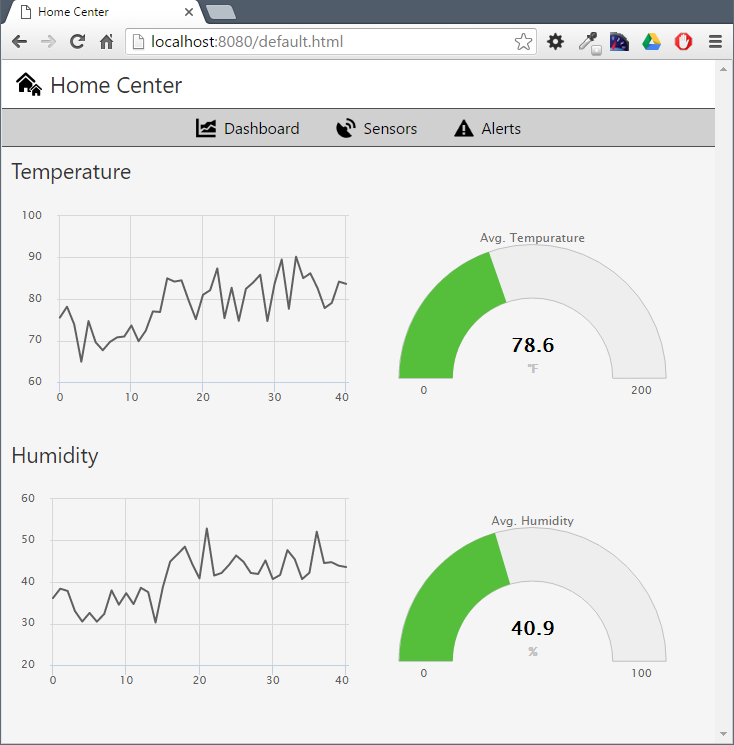 Home Center
localhost:8080/default.html
Home Center
Dashboard Sensors Alerts
Temperature
100
90
80
70
60
0 10 20 30 40
Avg. Tempurature
78.6
°F
0 200
Humidity
60
50
40
30
20
0 10 20 30 40
Avg. Humidity
40.9
%
0 100